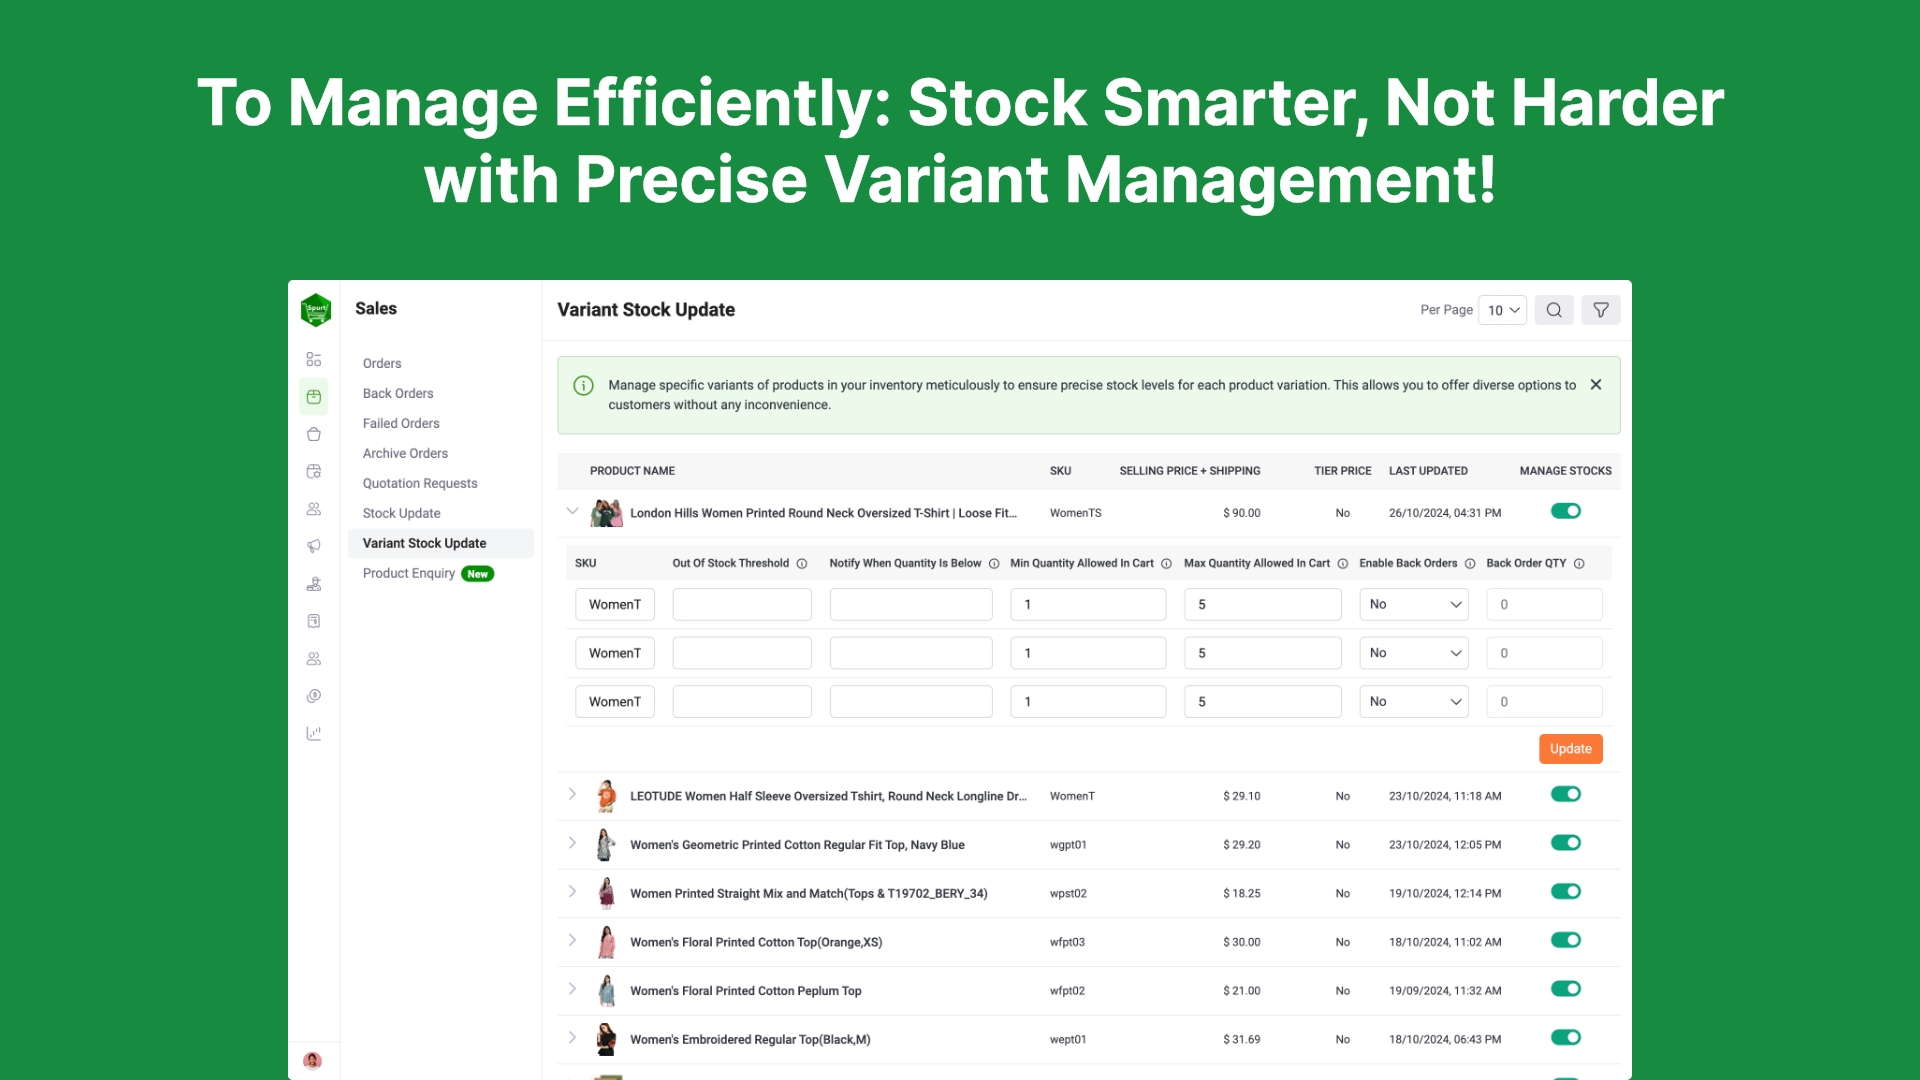 To Manage Efficiently: Stock Smarter, Not Harder
with Precise Variant Management!
Spurt
Sales
Variant Stock Update
Per Page 10
Orders
Back Orders
Failed Orders
Archive Orders
Quotation Requests
Stock Update
Variant Stock Update
Product Enquiry New
Manage specific variants of products in your inventory meticulously to ensure precise stock levels for each product variation. This allows you to offer diverse options to
customers without any inconvenience.
PRODUCT NAME SKU SELLING PRICE + SHIPPING TIER PRICE LAST UPDATED MANAGE STOCKS
London Hills Women Printed Round Neck Oversized T-Shirt | Loose Fit... WomenTS $ 90.00 No 26/10/2024, 04:31 PM
SKU Out Of Stock Threshold Notify When Quantity Is Below Min Quantity Allowed In Cart Max Quantity Allowed In Cart Enable Back Orders Back Order QTY
WomenT 1 5 No 0
WomenT 1 5 No 0
WomenT 1 5 No 0
Update
LEOTUDE Women Half Sleeve Oversized Tshirt, Round Neck Longline Dr... WomenT $ 29.10 No 23/10/2024, 11:18 AM
Women's Geometric Printed Cotton Regular Fit Top, Navy Blue wgpt01 $ 29.20 No 23/10/2024, 12:05 PM
Women Printed Straight Mix and Match(Tops & T19702_BERY_34) wpst02 $ 18.25 No 19/10/2024, 12:14 PM
Women's Floral Printed Cotton Top(Orange,XS) wfpt03 $ 30.00 No 18/10/2024, 11:02 AM
Women's Floral Printed Cotton Peplum Top wfpt02 $ 21.00 No 19/09/2024, 11:32 AM
Women's Embroidered Regular Top(Black,M) wept01 $ 31.69 No 18/10/2024, 06:43 PM